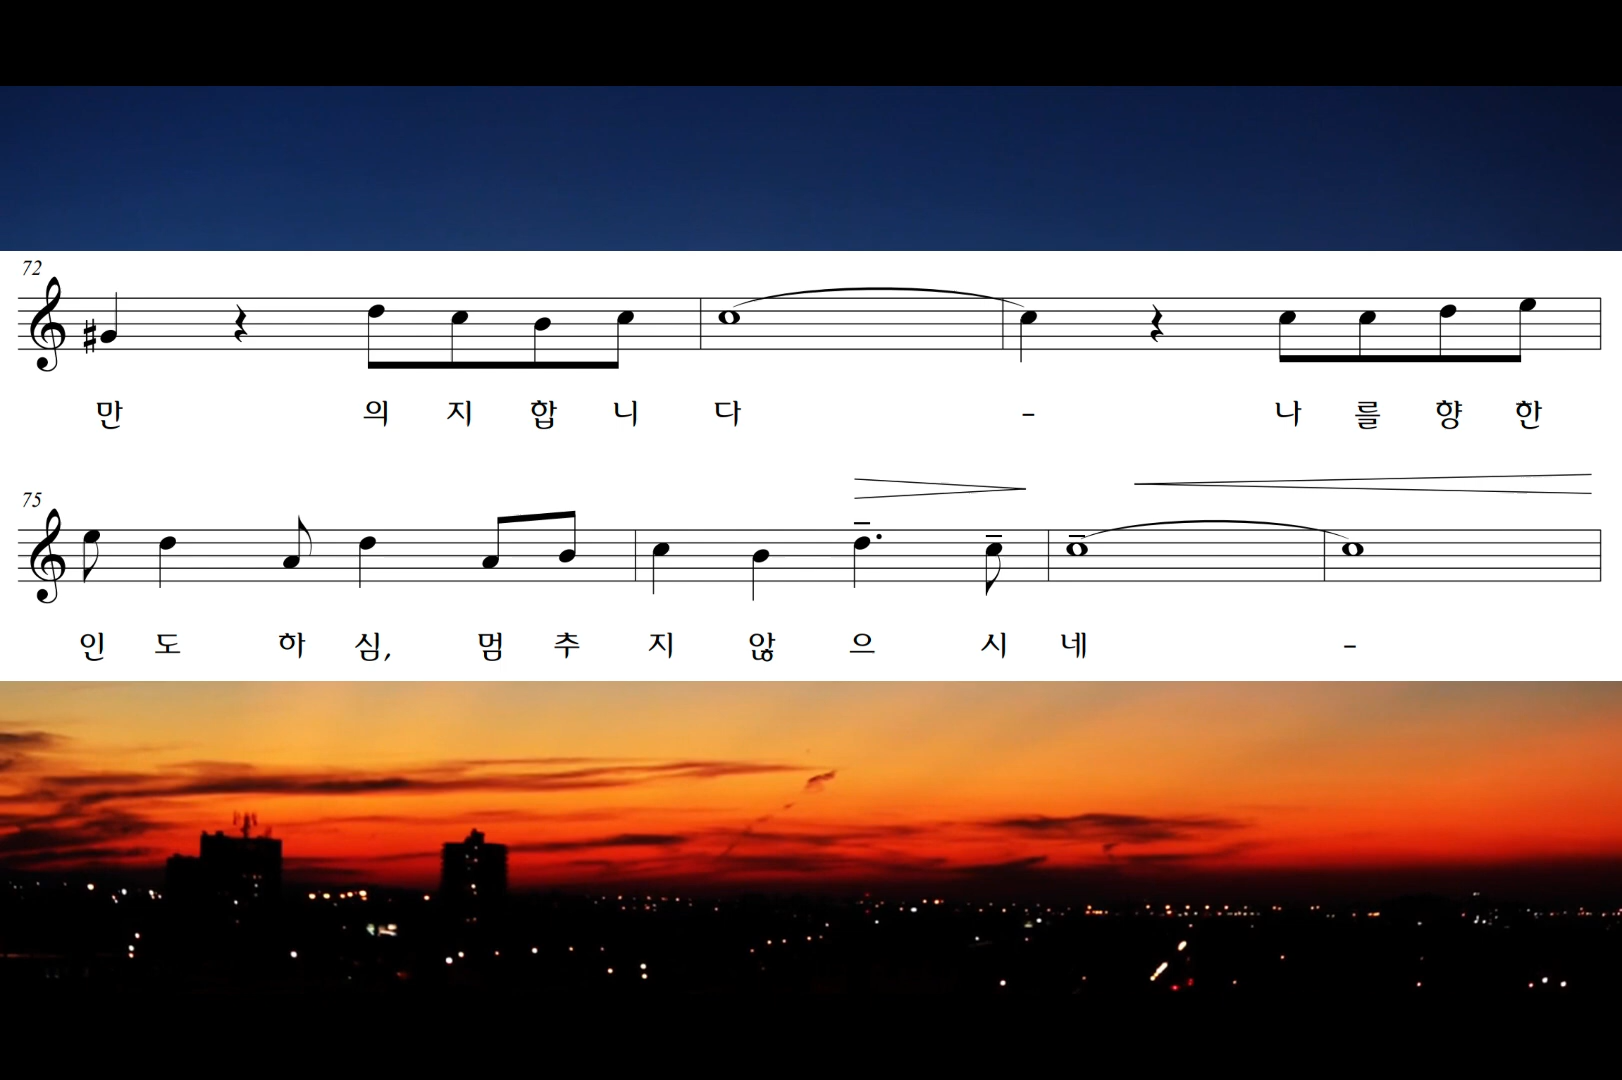 72
만 의 지 합 니 다 - 나 를 향 한
75
인 도 하 심, 멈 추 지 않 으 시 네 -